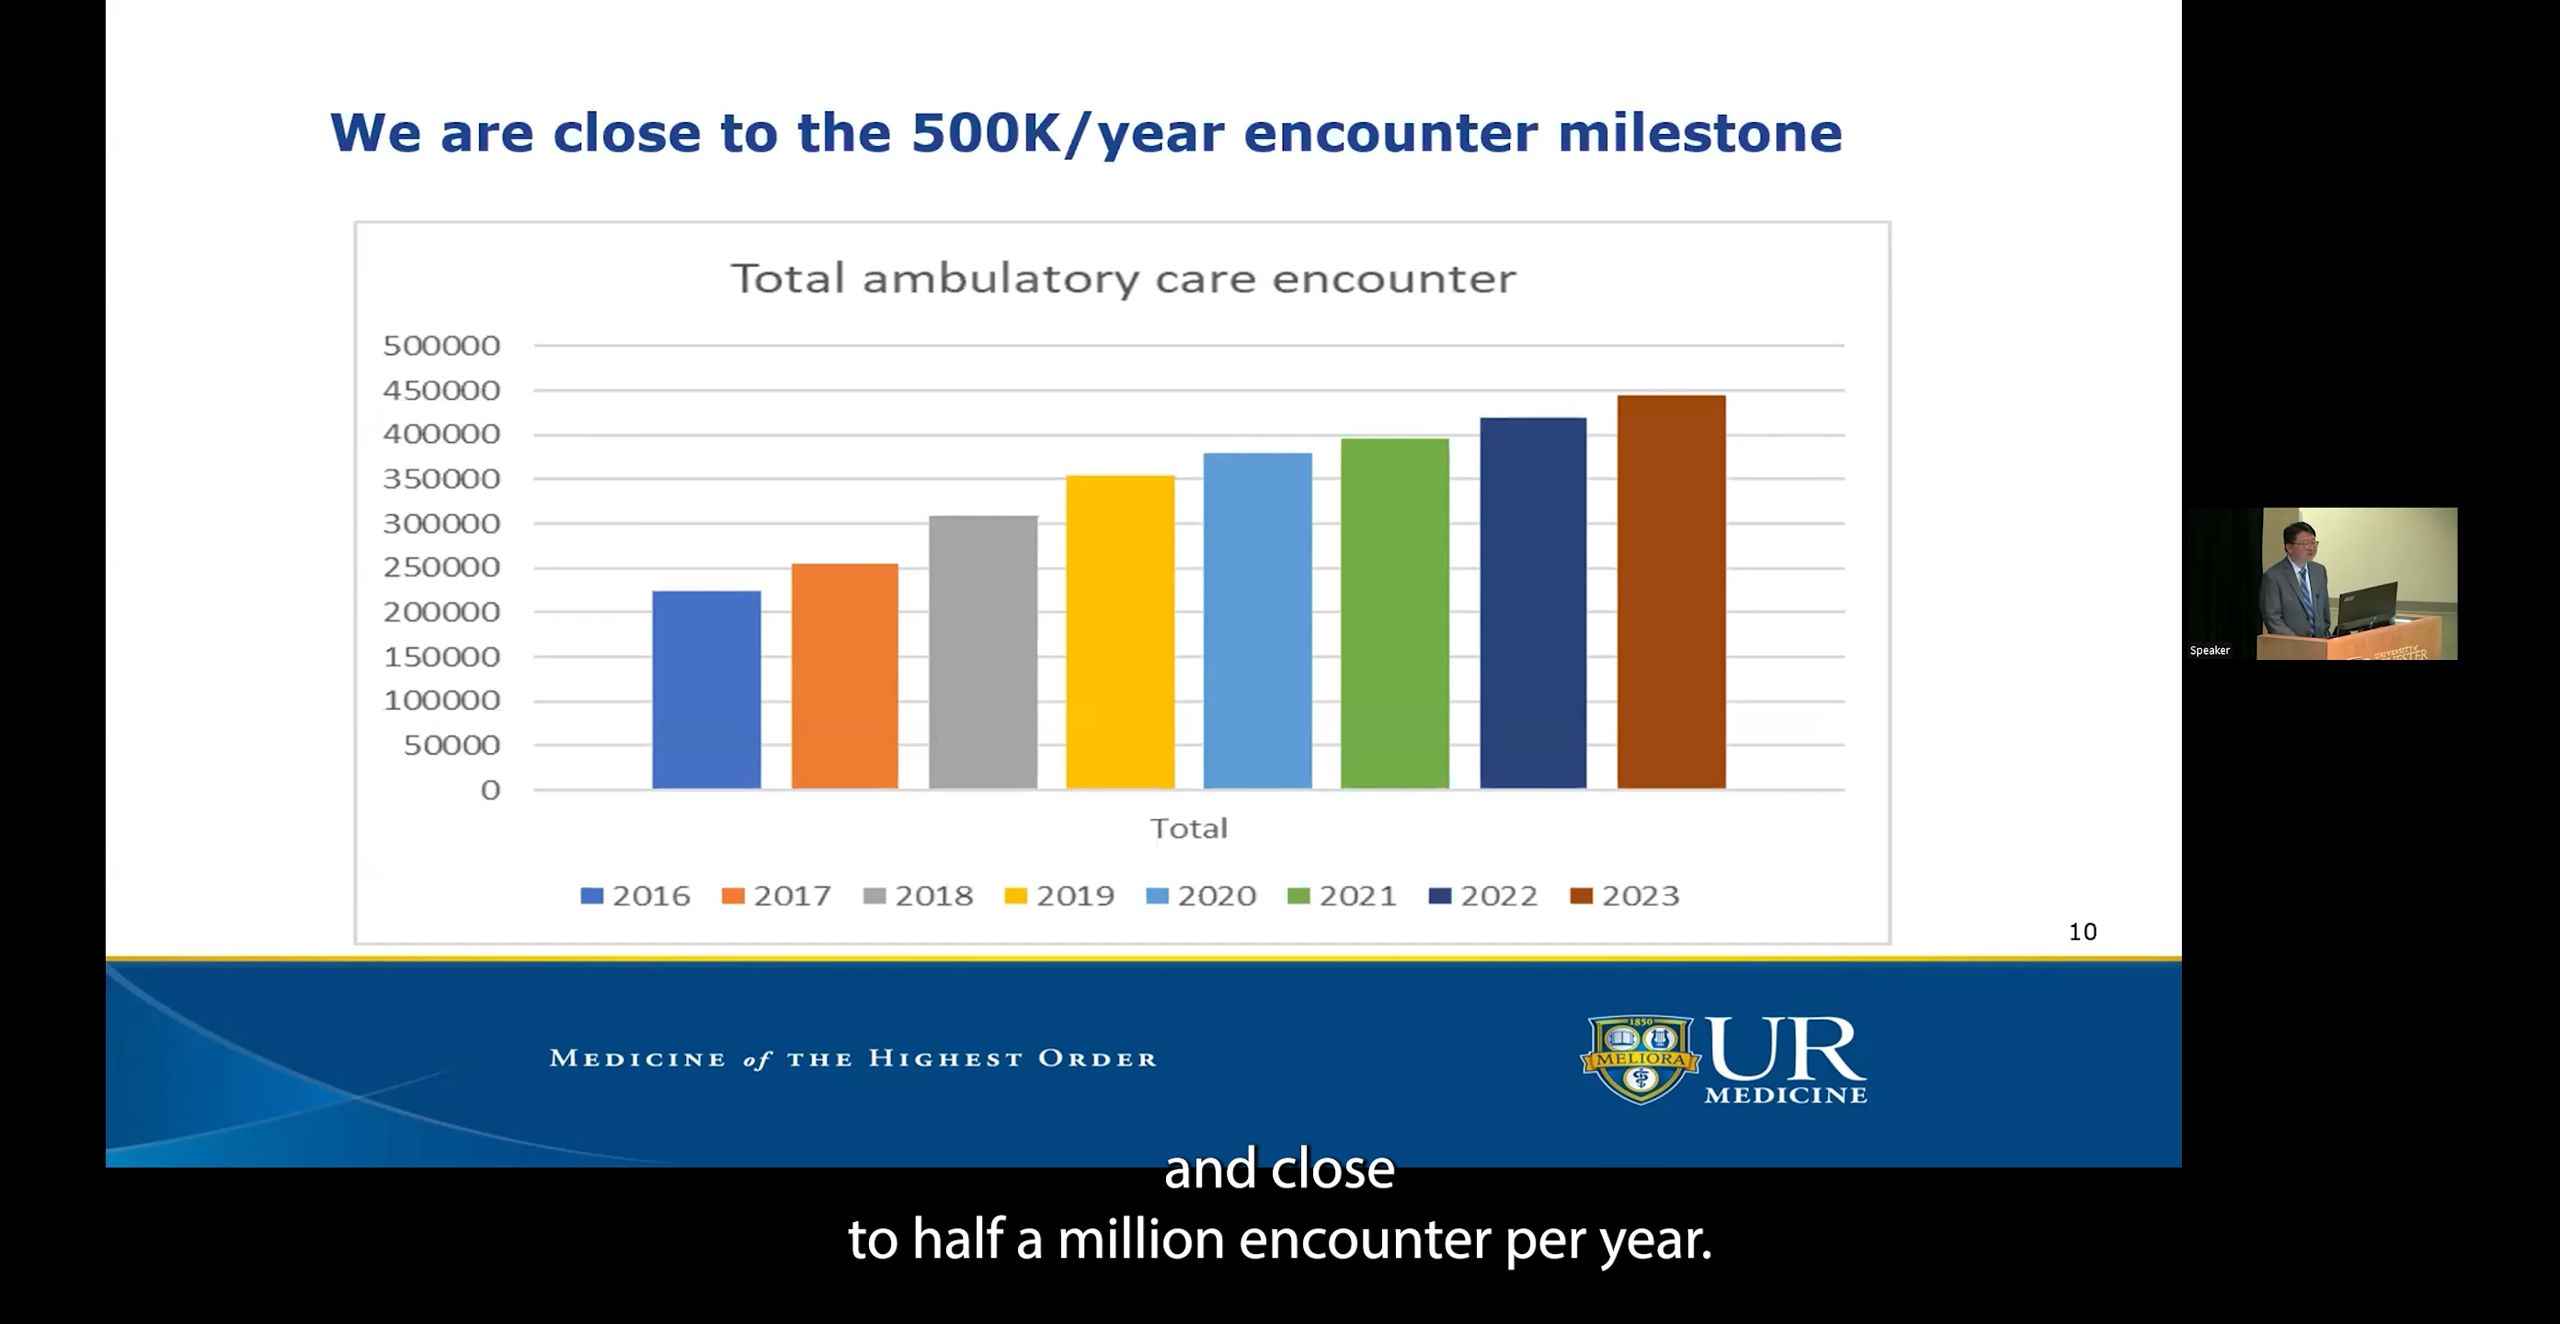 We are close to the 500K/year encounter milestone
Total ambulatory care encounter
500000
450000
400000
350000
300000
250000
200000
150000
100000
50000
0
Total
2016 2017 2018 2019 2020 2021 2022 2023
10
MEDICINE of THE HIGHEST ORDER
1850
MELIORA
UR
MEDICINE
Speaker
and close
to half a million encounter per year.